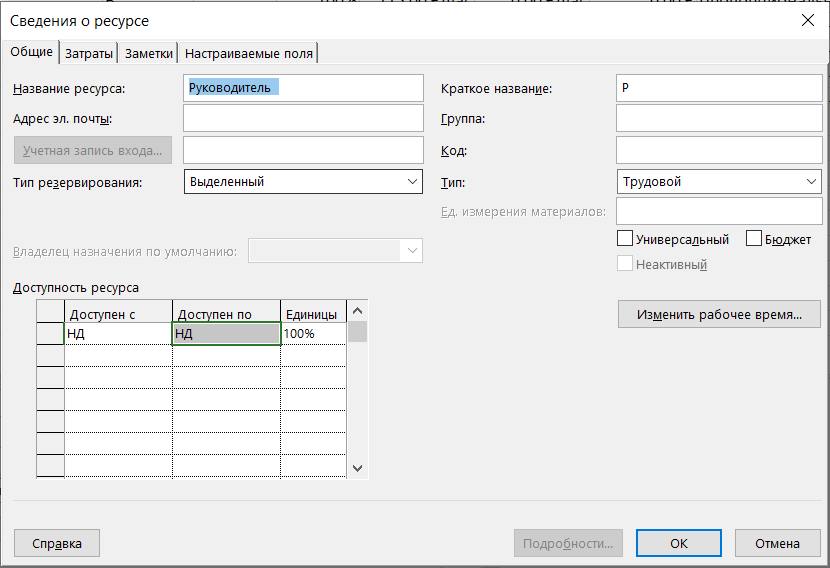 Сведения о ресурсе
Общие Затраты Заметки Настраиваемые поля
Название ресурса: Руководитель Краткое название: Р
Адрес эл. почты: Группа:
Учетная запись входа... Код:
Тип резервирования: Выделенный Тип: Трудовой
Ед. измерения материалов:
Универсальный Бюджет
Владелец назначения по умолчанию:
Неактивный
Доступность ресурса
Доступен с Доступен по Единицы
Изменить рабочее время...
НД НД 100%
Справка Подробности... ОК Отмена